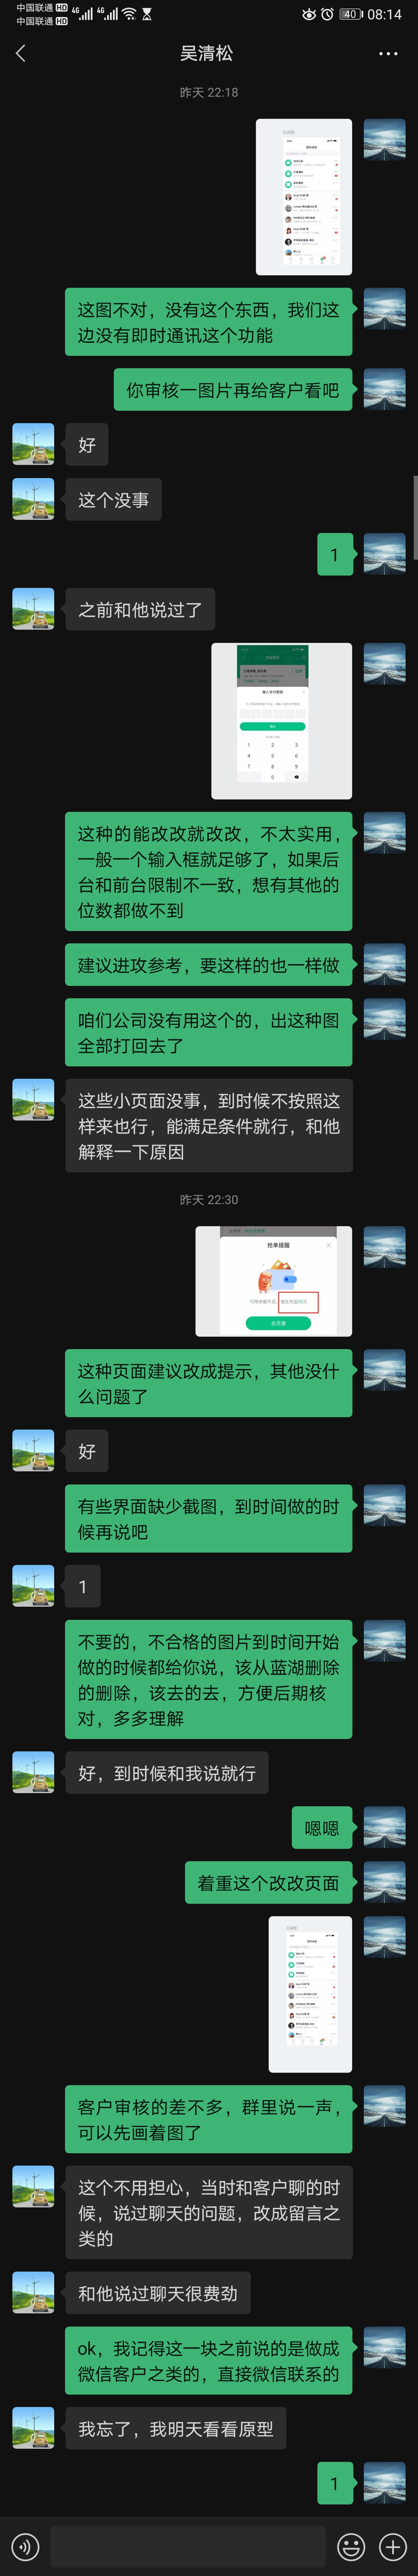 中国联通 HD 4G 4G 40 08:14
中国联通 HD
吴清松
昨天 22:18
这图不对，没有这个东西，我们这
边没有即时通讯这个功能
你审核一图片再给客户看吧
好
这个没事
1
之前和他说过了
输入支付密码
1 2 3
4 5 6
7 8 9
0
这种的能改改就改改，不太实用，
一般一个输入框就足够了，如果后
台和前台限制不一致，想有其他的
位数都做不到
建议进攻参考，要这样的也一样做
咱们公司没有用这个的，出这种图
全部打回去了
这些小页面没事，到时候不按照这
样来也行，能满足条件就行，和他
解释一下原因
昨天 22:30
抢单提醒
去充值
这种页面建议改成提示，其他没什
么问题了
好
有些界面缺少截图，到时间做的时
候再说吧
1
不要的，不合格的图片到时间开始
做的时候都给你说，该从蓝湖删除
的删除，该去的去，方便后期核
对，多多理解
好，到时候和我说就行
嗯嗯
着重这个改改页面
客户审核的差不多，群里说一声，
可以先画着图了
这个不用担心，当时和客户聊的时
候，说过聊天的问题，改成留言之
类的
和他说过聊天很费劲
ok，我记得这一块之前说的是做成
微信客户之类的，直接微信联系的
我忘了，我明天看看原型
1